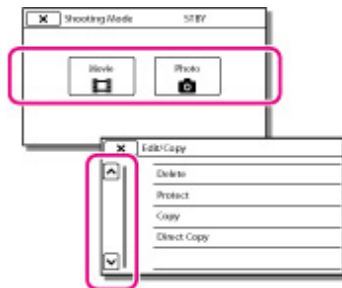 × Shooting Mode STBY
Movie Photo
× Edit/Copy
Delete
Protect
Copy
Direct Copy